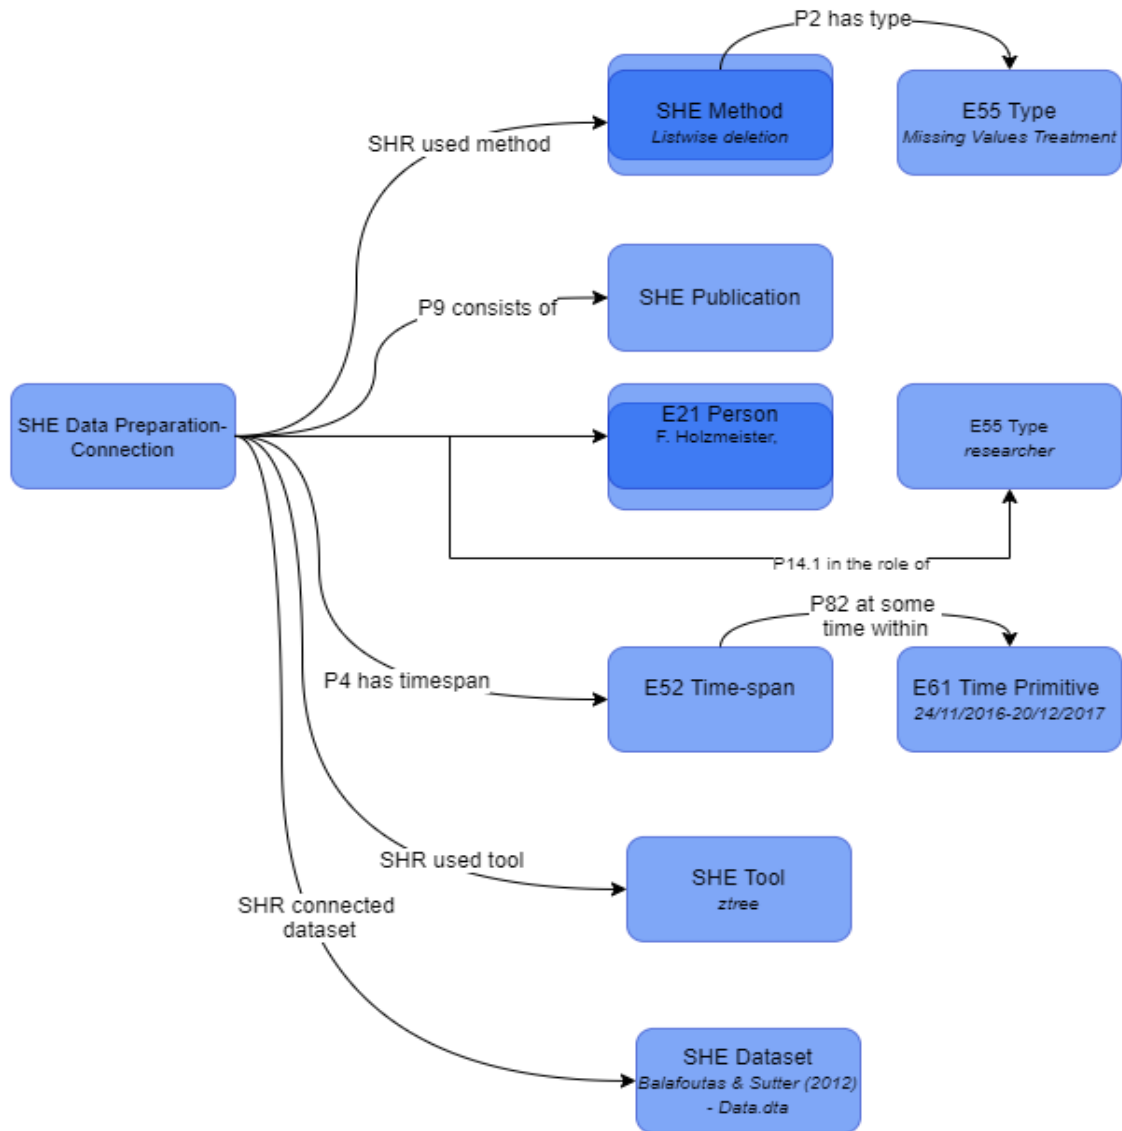 P2 has type
SHE Method
Listwise deletion
E55 Type
Missing Values Treatment
SHR used method
SHE Publication
P9 consists of
SHE Data Preparation-
Connection
E21 Person
F. Holzmeister,
E55 Type
researcher
P14.1 in the role of
P82 at some
time within
P4 has timespan
E52 Time-span
E61 Time Primitive
24/11/2016-20/12/2017
SHR used tool
SHE Tool
ztree
SHR connected
dataset
SHE Dataset
Balafoutas & Sutter (2012)
- Data.dta